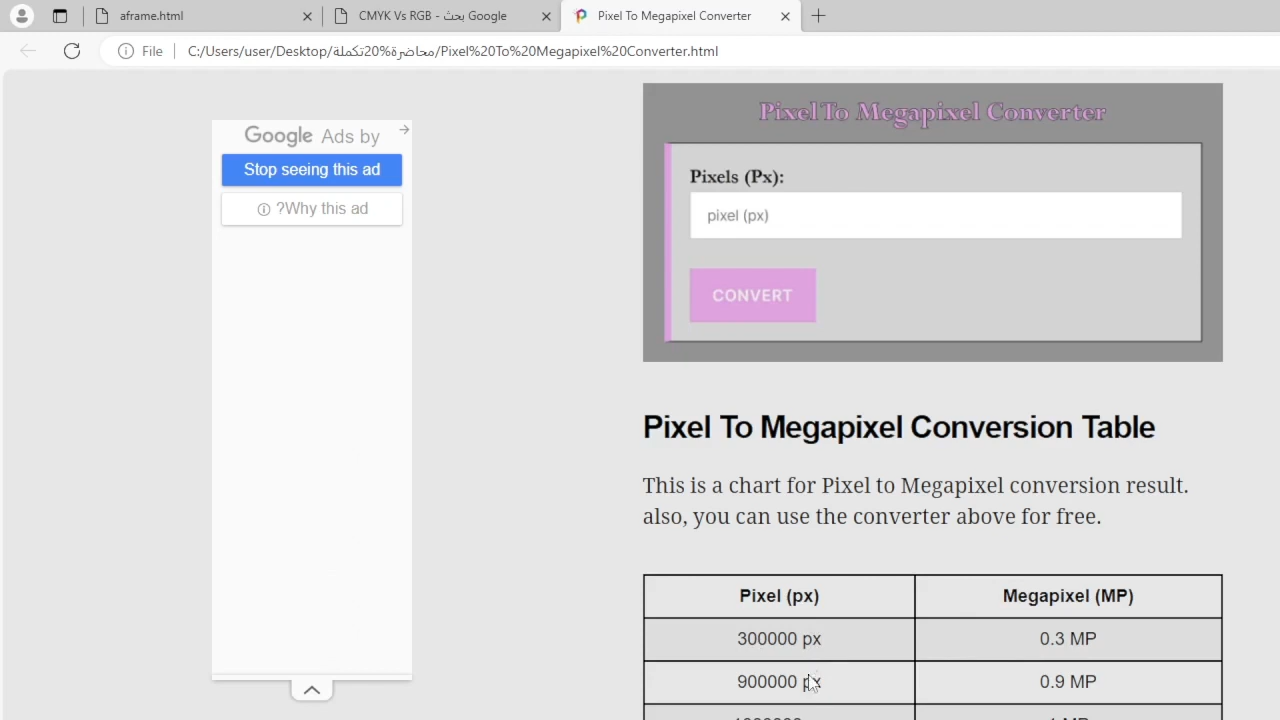 aframe.html
CMYK Vs RGB - بحث Google
Pixel To Megapixel Converter
File
C:/Users/user/Desktop/محاضرة%20تكملة/Pixel%20To%20Megapixel%20Converter.html
Google Ads by
Stop seeing this ad
?Why this ad
Pixel To Megapixel Converter
Pixels (Px):
pixel (px)
CONVERT
Pixel To Megapixel Conversion Table
This is a chart for Pixel to Megapixel conversion result.
also, you can use the converter above for free.
Pixel (px) Megapixel (MP)
300000 px 0.3 MP
900000 px 0.9 MP